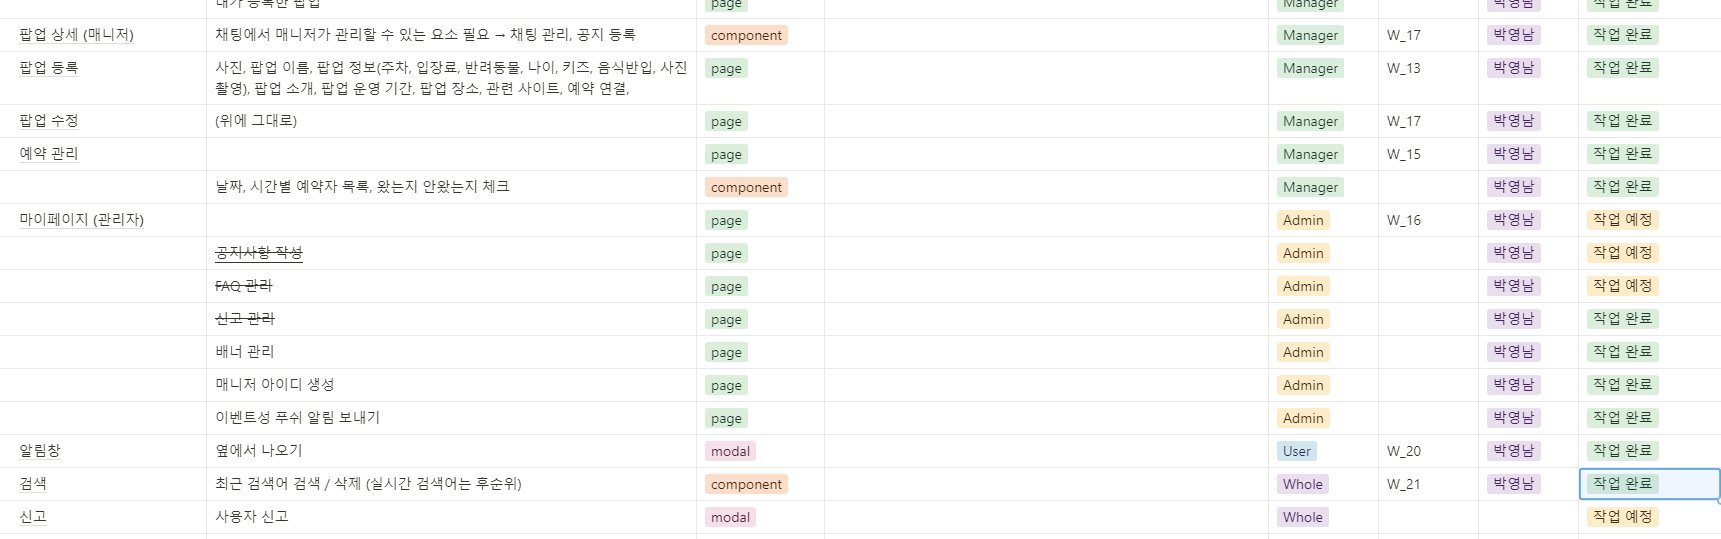 내가 등록한 팝업 page Manager 박영남 작업 완료
팝업 상세 (매니저) 채팅에서 매니저가 관리할 수 있는 요소 필요 → 채팅 관리, 공지 등록 component Manager W_17 박영남 작업 완료
팝업 등록 사진, 팝업 이름, 팝업 정보(주차, 입장료, 반려동물, 나이, 키즈, 음식반입, 사진 page Manager W_13 박영남 작업 완료
촬영), 팝업 소개, 팝업 운영 기간, 팝업 장소, 관련 사이트, 예약 연결,
팝업 수정 (위에 그대로) page Manager W_17 박영남 작업 완료
예약 관리 page Manager W_15 박영남 작업 완료
날짜, 시간별 예약자 목록, 왔는지 안왔는지 체크 component Manager 박영남 작업 완료
마이페이지 (관리자) page Admin W_16 박영남 작업 예정
공지사항 작성 page Admin 박영남 작업 예정
FAQ 관리 page Admin 박영남 작업 예정
신고 관리 page Admin 박영남 작업 완료
배너 관리 page Admin 박영남 작업 완료
매니저 아이디 생성 page Admin 박영남 작업 완료
이벤트성 푸쉬 알림 보내기 page Admin 박영남 작업 완료
알림창 옆에서 나오기 modal User W_20 박영남 작업 완료
검색 최근 검색어 검색 / 삭제 (실시간 검색어는 후순위) component Whole W_21 박영남 작업 완료
신고 사용자 신고 modal Whole 작업 예정